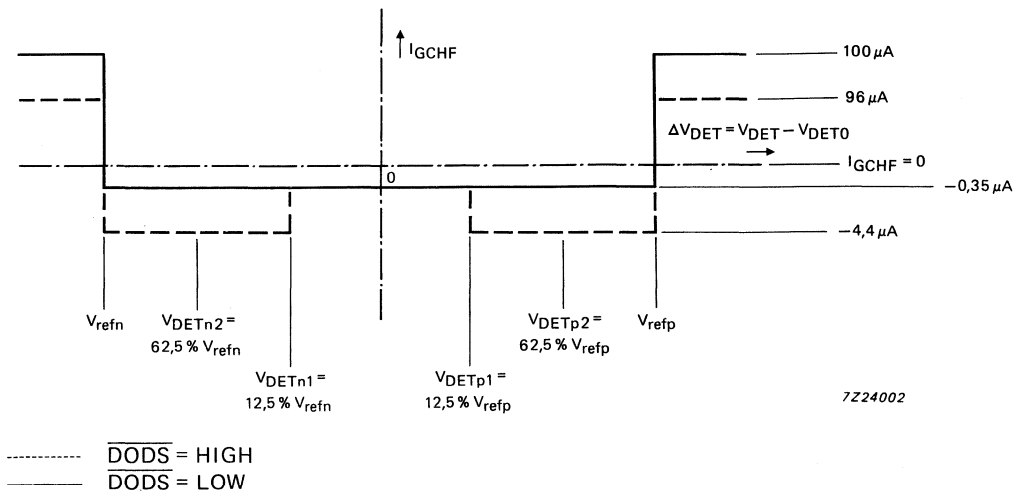 I_GCHF
100 μA
96 μA
ΔV_DET = V_DET − V_DET0
I_GCHF = 0
0
−0,35 μA
−4,4 μA
V_refn
V_DETn2 =
62,5 % V_refn
V_DETp2 =
62,5 % V_refp
V_refp
V_DETn1 =
12,5 % V_refn
V_DETp1 =
12,5 % V_refp
7Z24002
D̅O̅D̅S̅ = HIGH
D̅O̅D̅S̅ = LOW